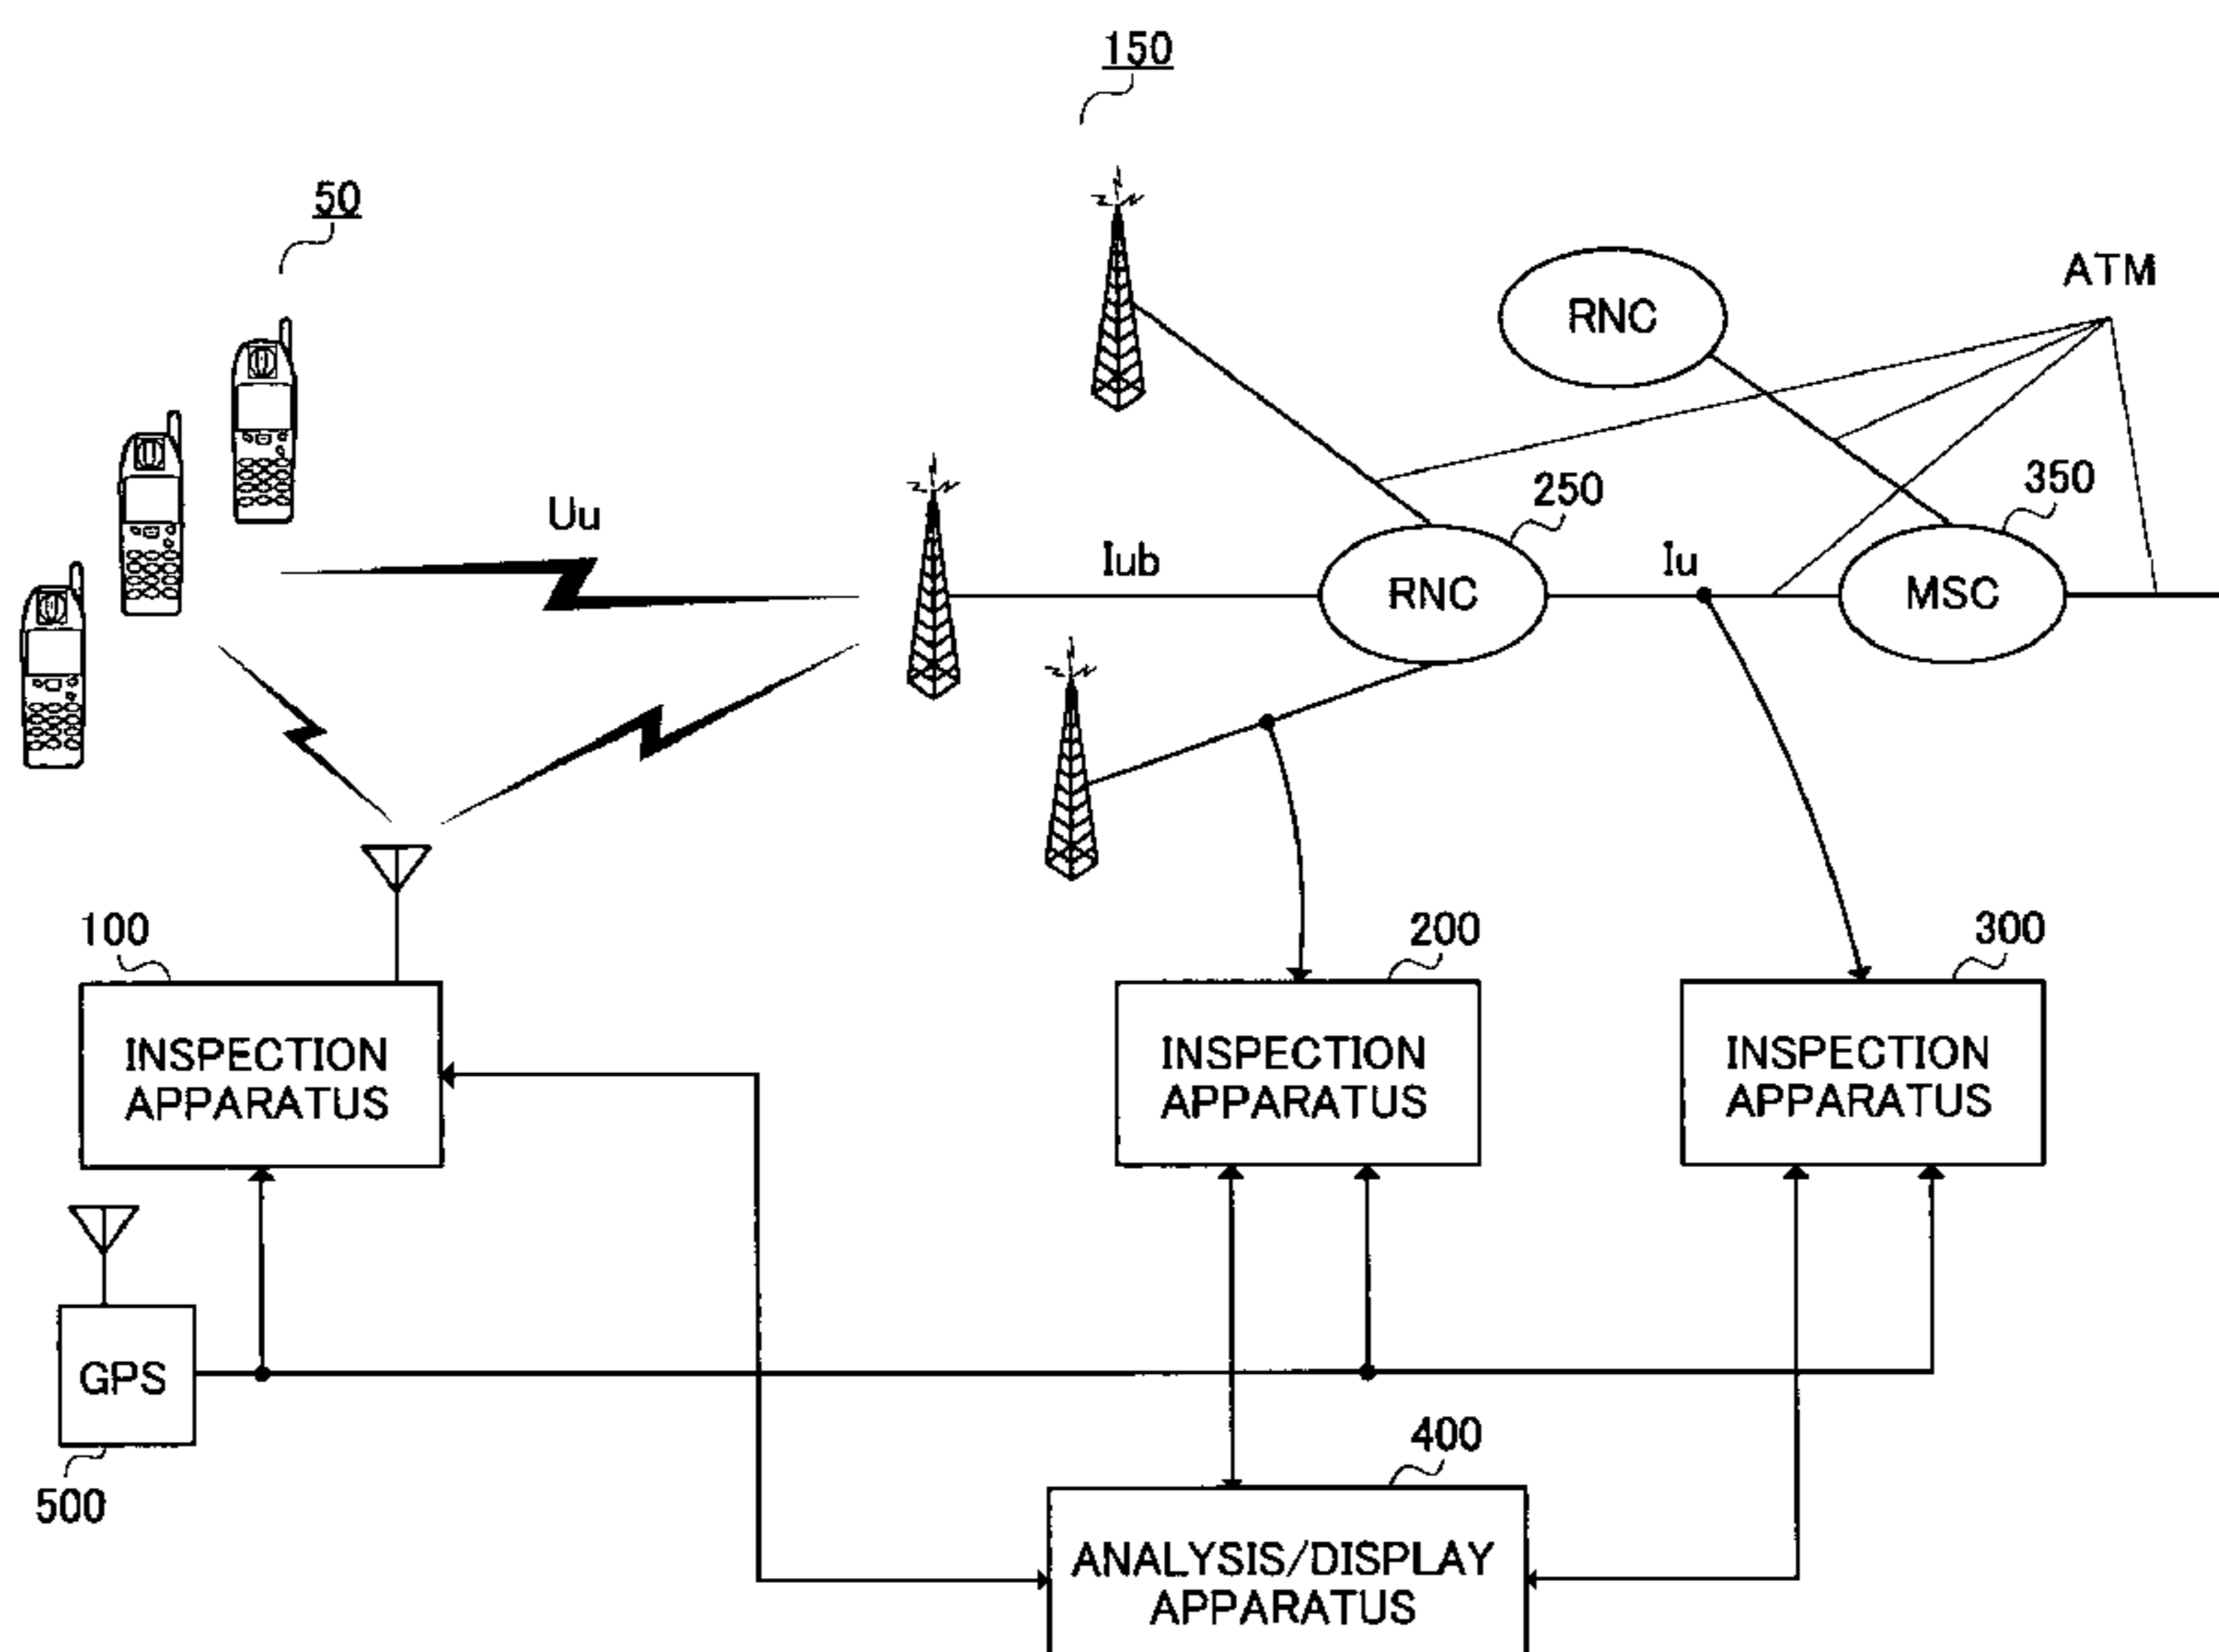 150
50
ATM
RNC
350
250
Uu
Iub
Iu
RNC
MSC
100
200
300
INSPECTION
APPARATUS
INSPECTION
APPARATUS
INSPECTION
APPARATUS
GPS
400
500
ANALYSIS/DISPLAY
APPARATUS